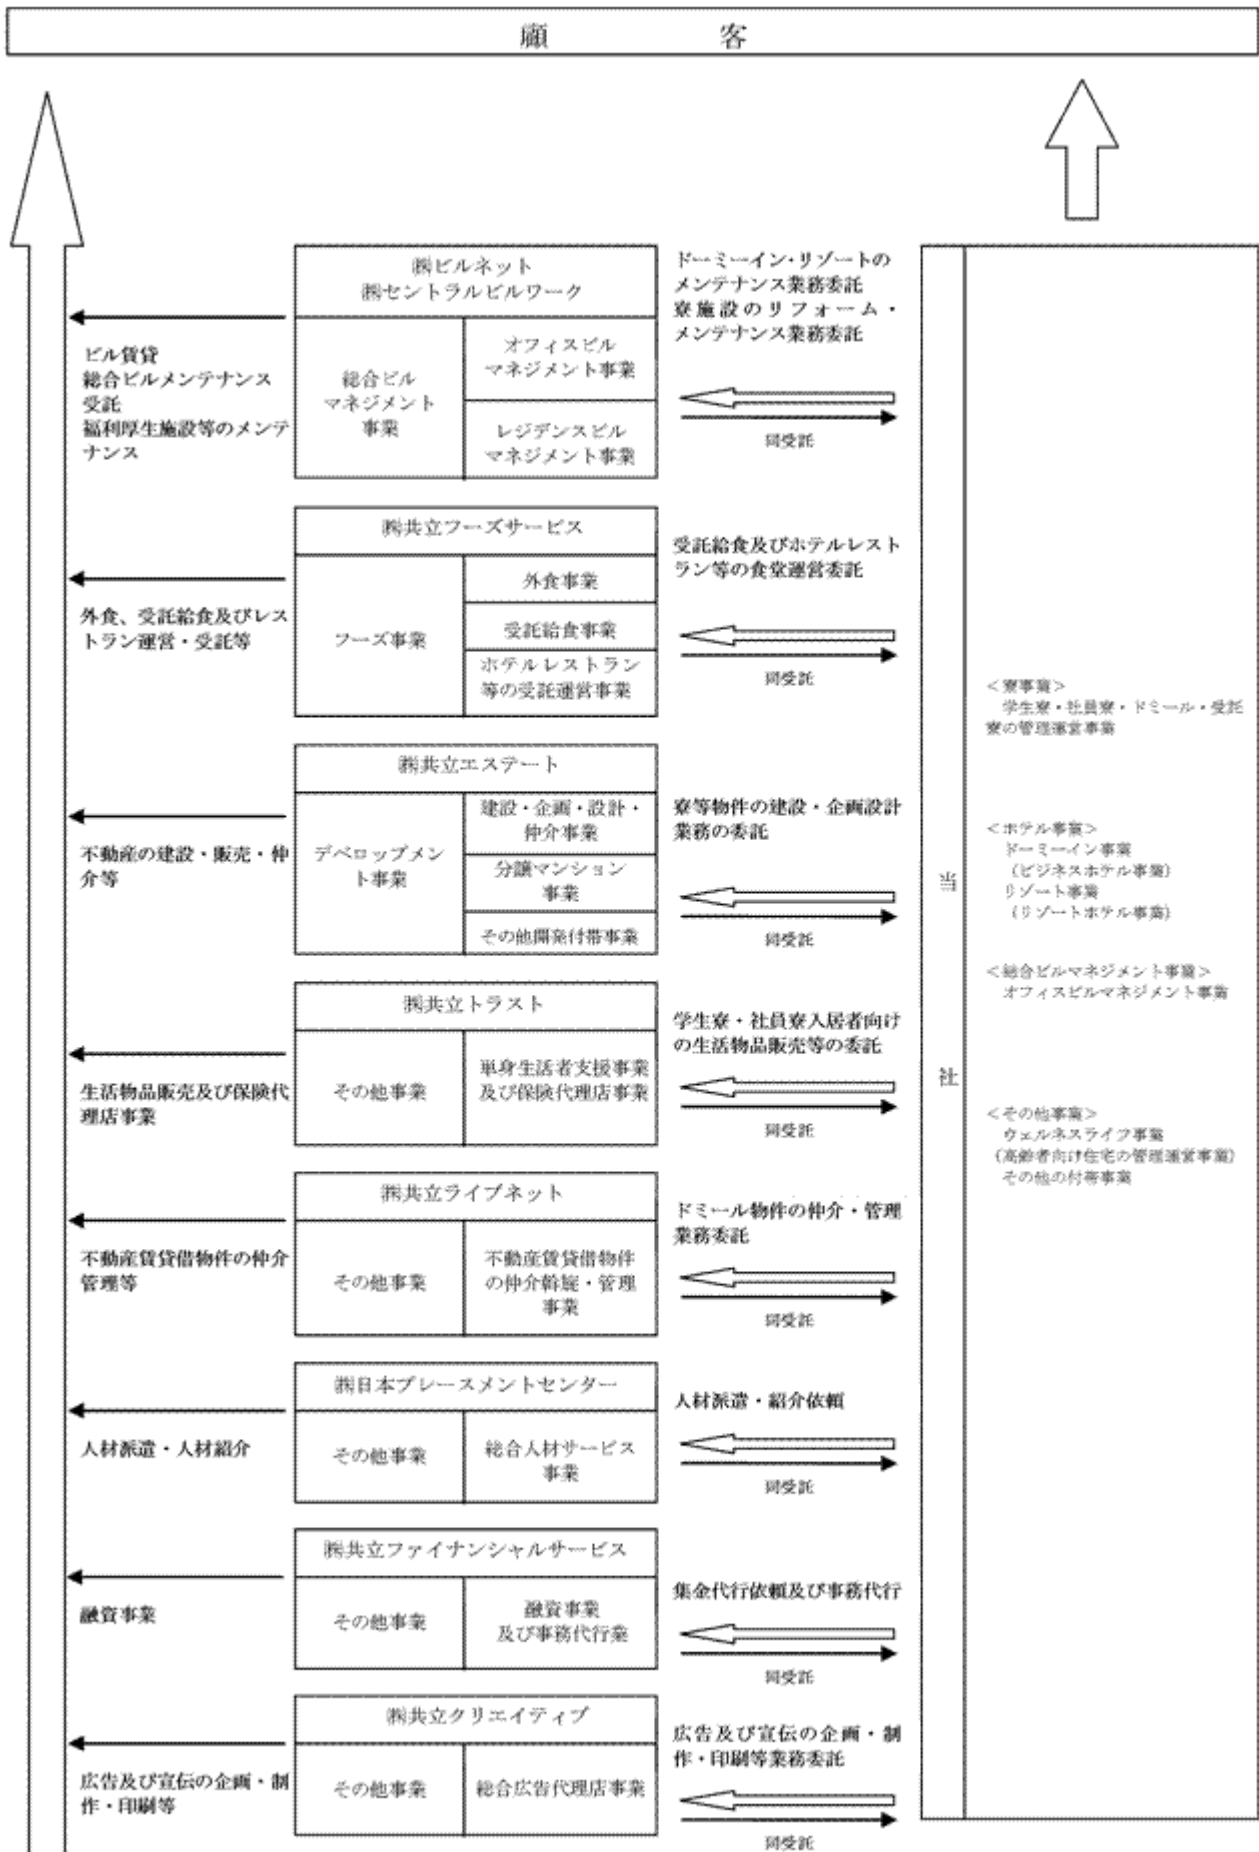 顧客
㈱ビルネット
㈱セントラルビルワーク
総合ビル
マネジメント
事業
オフィスビル
マネジメント事業
レジデンスビル
マネジメント事業
ビル賃貸
総合ビルメンテナンス
受託
福利厚生施設等のメンテ
ナンス
ドーミーイン・リゾートの
メンテナンス業務委託
寮施設のリフォーム・
メンテナンス業務委託
同受託
㈱共立フーズサービス
フーズ事業
外食事業
受託給食事業
ホテルレストラン
等の受託運営事業
外食、受託給食及びレス
トラン運営・受託等
受託給食及びホテルレスト
ラン等の食堂運営委託
同受託
㈱共立エステート
デベロップメン
ト事業
建設・企画・設計・
仲介事業
分譲マンション
事業
その他開発付帯事業
不動産の建設・販売・仲
介等
寮等物件の建設・企画設計
業務の委託
同受託
㈱共立トラスト
その他事業
単身生活者支援事業
及び保険代理店事業
生活物品販売及び保険代
理店事業
学生寮・社員寮入居者向け
の生活物品販売等の委託
同受託
㈱共立ライブネット
その他事業
不動産賃貸借物件
の仲介斡旋・管理
事業
不動産賃貸借物件の仲介
管理等
ドミール物件の仲介・管理
業務委託
同受託
㈱日本プレースメントセンター
その他事業
総合人材サービス
事業
人材派遣・人材紹介
人材派遣・紹介依頼
同受託
㈱共立ファイナンシャルサービス
その他事業
融資事業
及び事務代行業
融資事業
集金代行依頼及び事務代行
同受託
㈱共立クリエイティブ
その他事業
総合広告代理店事業
広告及び宣伝の企画・制
作・印刷等
広告及び宣伝の企画・制
作・印刷等業務委託
同受託
当社
＜寮事業＞
学生寮・社員寮・ドミール・受託
寮の管理運営事業
＜ホテル事業＞
ドーミーイン事業
（ビジネスホテル事業）
リゾート事業
（リゾートホテル事業）
＜総合ビルマネジメント事業＞
オフィスビルマネジメント事業
＜その他事業＞
ウェルネスライフ事業
（高齢者向け住宅の管理運営事業）
その他の付帯事業